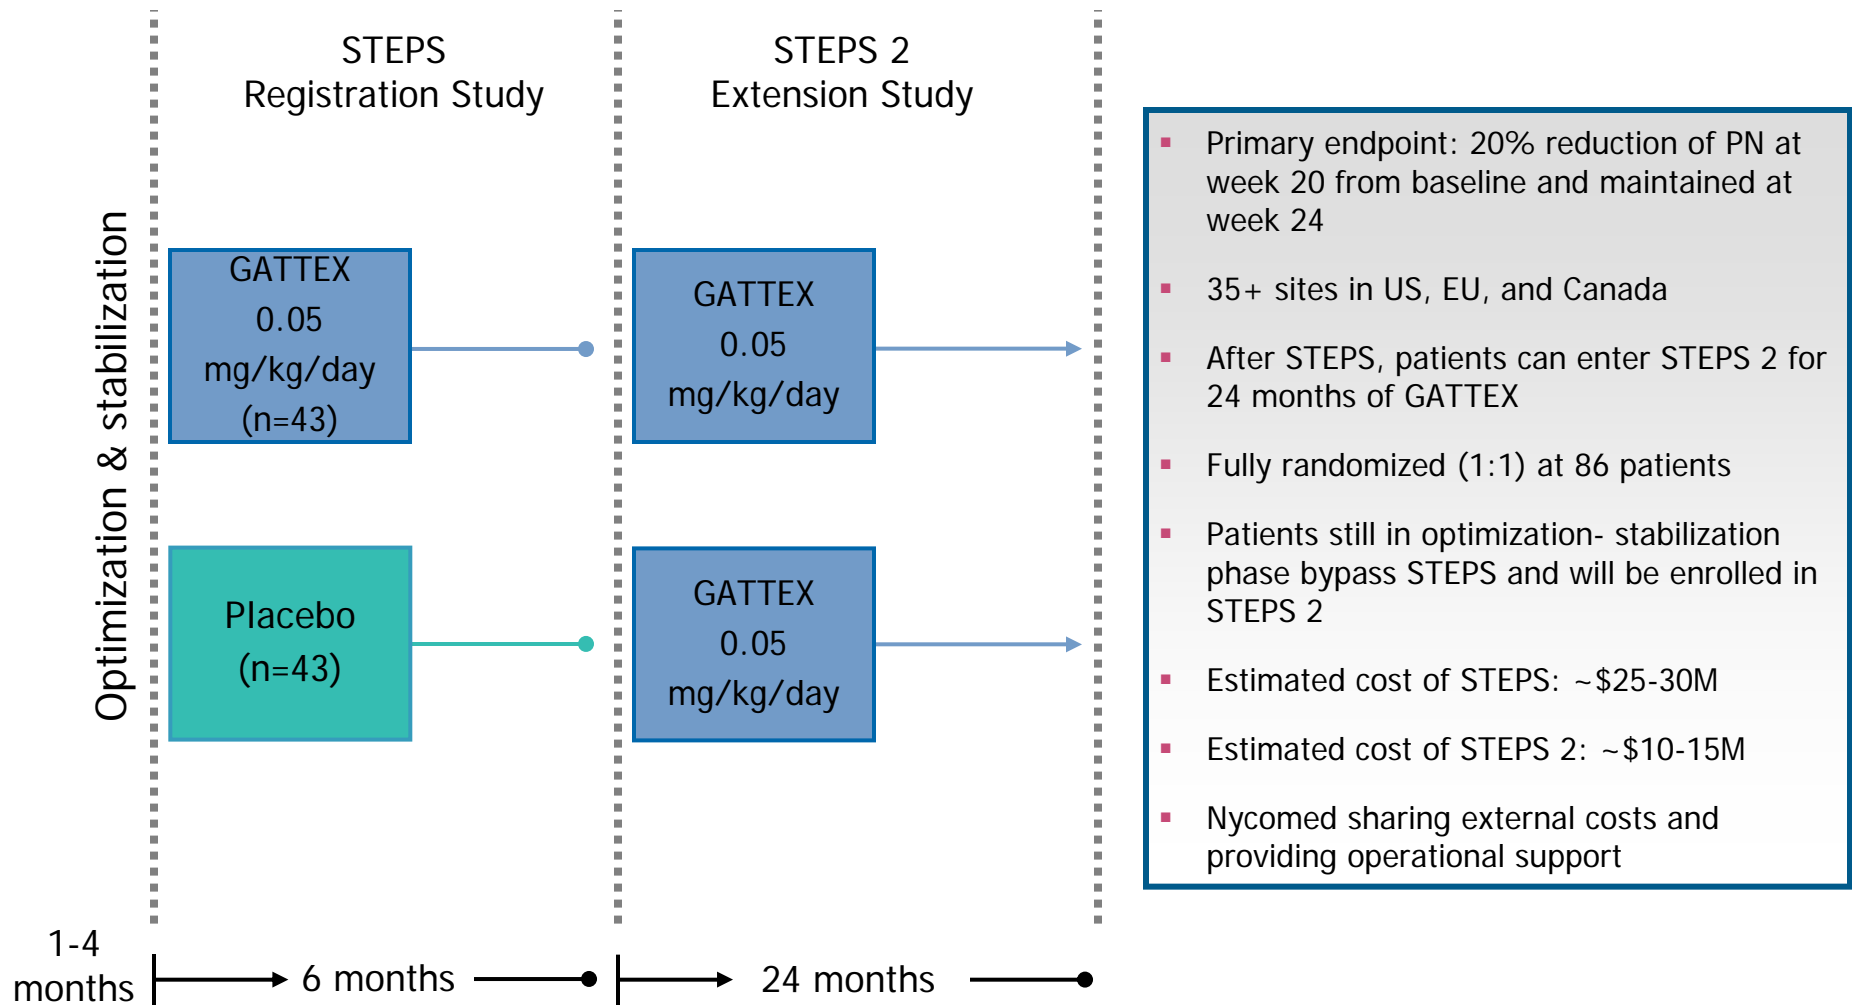 STEPS
Registration Study
STEPS 2
Extension Study
Optimization & stabilization
GATTEX
0.05
mg/kg/day
(n=43)
GATTEX
0.05
mg/kg/day
Placebo
(n=43)
GATTEX
0.05
mg/kg/day
1-4
months
6 months
24 months
▪ Primary endpoint: 20% reduction of PN at
week 20 from baseline and maintained at
week 24
▪ 35+ sites in US, EU, and Canada
▪ After STEPS, patients can enter STEPS 2 for
24 months of GATTEX
▪ Fully randomized (1:1) at 86 patients
▪ Patients still in optimization- stabilization
phase bypass STEPS and will be enrolled in
STEPS 2
▪ Estimated cost of STEPS: ~$25-30M
▪ Estimated cost of STEPS 2: ~$10-15M
▪ Nycomed sharing external costs and
providing operational support